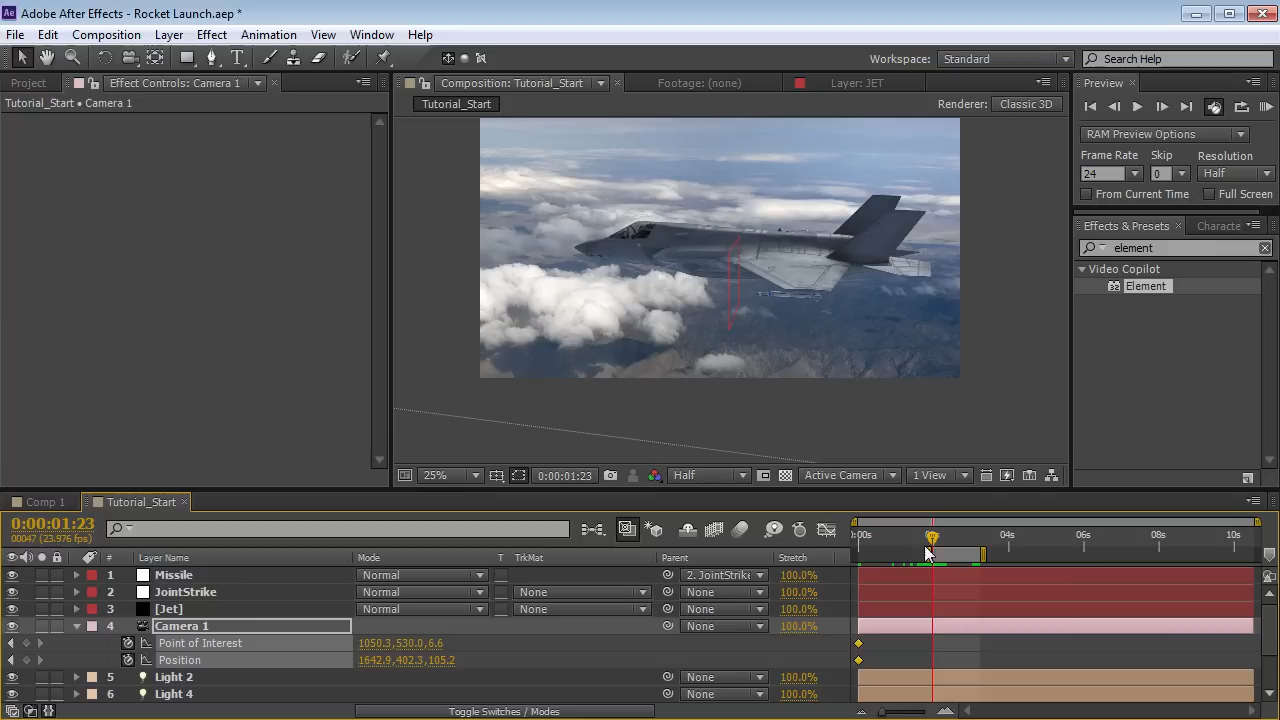 Adobe After Effects - Rocket Launch.aep *
File Edit Composition Layer Effect Animation View Window Help
Workspace: Standard Search Help
Project Effect Controls: Camera 1 Composition: Tutorial_Start Footage: (none) Layer: JET Preview
Tutorial_Start • Camera 1 Tutorial_Start Renderer: Classic 3D
RAM Preview Options
Frame Rate Skip Resolution
24 0 Half
From Current Time Full Screen
Effects & Presets Characte
element
Video Copilot
Element
25% 0:00:01:23 Half Active Camera 1 View
Comp 1 Tutorial_Start
0:00:01:23
00047 (23.976 fps)
:00s 04s 06s 08s 10s
# Layer Name Mode T TrkMat Parent Stretch
1 Missile Normal 2. JointStrike 100.0%
2 JointStrike Normal None None 100.0%
3 [Jet] Normal None None 100.0%
4 Camera 1 None 100.0%
Point of Interest 1050.3,530.0,6.6
Position 1642.9,402.3,105.2
5 Light 2 None 100.0%
6 Light 4 None 100.0%
Toggle Switches / Modes